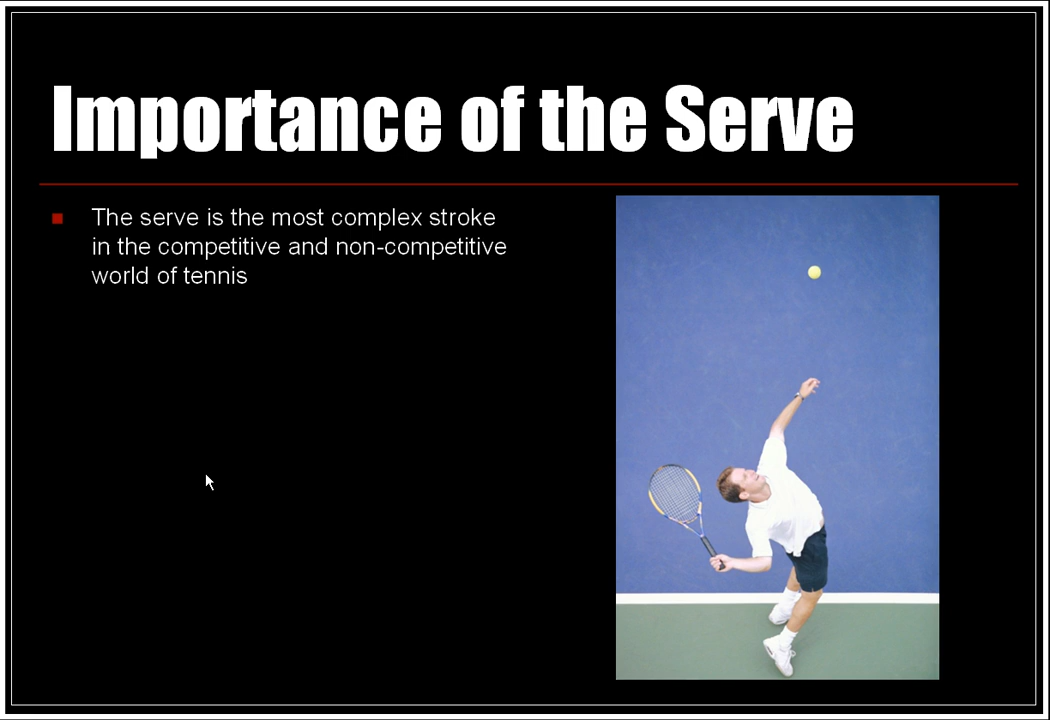 Importance of the Serve
The serve is the most complex stroke
in the competitive and non-competitive
world of tennis